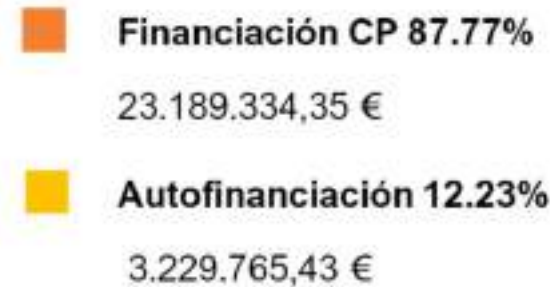 Financiación CP 87.77%
23.189.334,35 €
Autofinanciación 12.23%
3.229.765,43 €